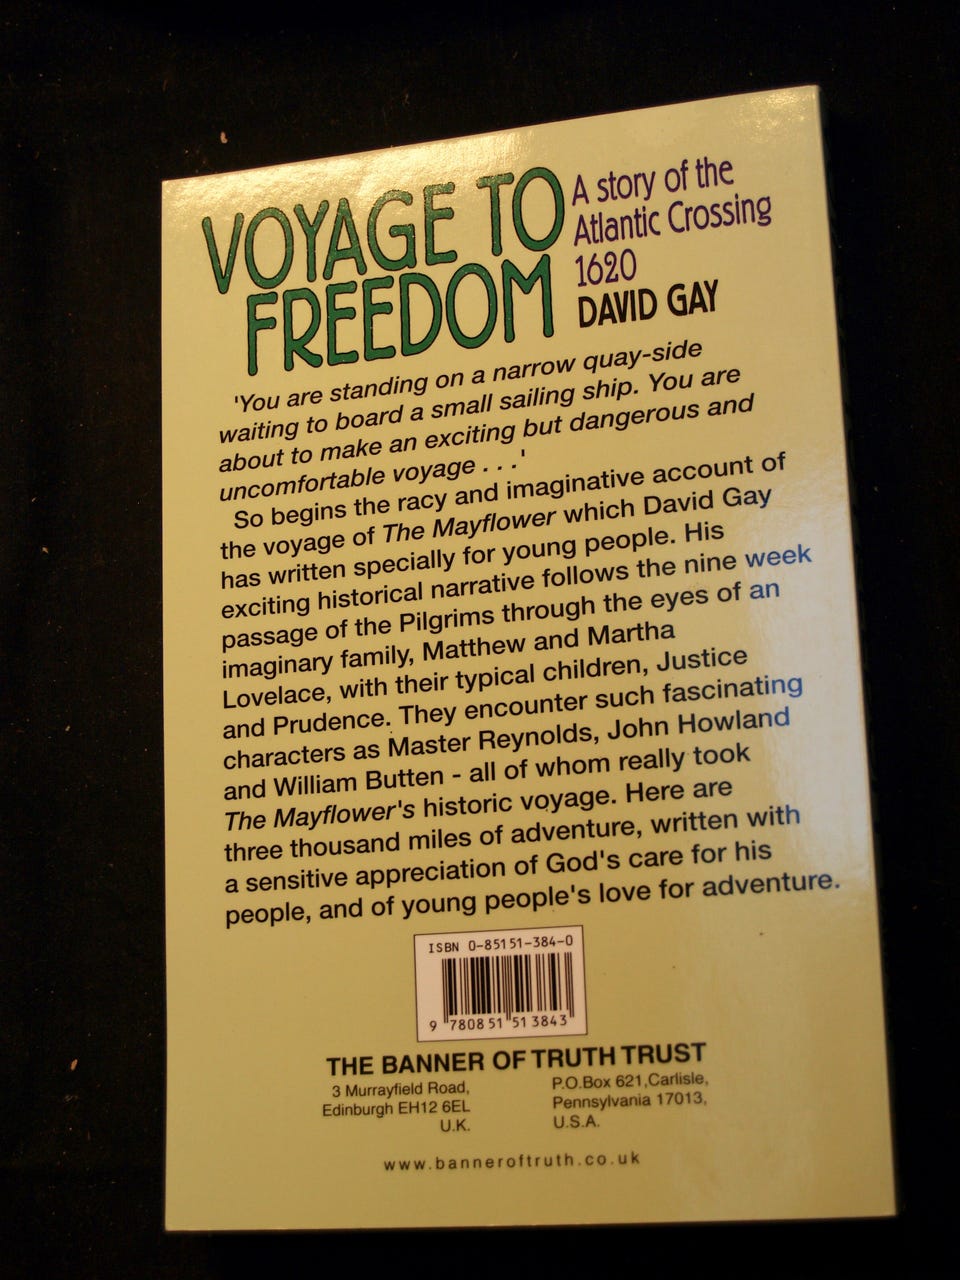 VOYAGE TO
FREEDOM
A story of the
Atlantic Crossing
1620
DAVID GAY
'You are standing on a narrow quay-side
waiting to board a small sailing ship. You are
about to make an exciting but dangerous and
uncomfortable voyage . . .'
So begins the racy and imaginative account of
the voyage of The Mayflower which David Gay
has written specially for young people. His
exciting historical narrative follows the nine week
passage of the Pilgrims through the eyes of an
imaginary family, Matthew and Martha
Lovelace, with their typical children, Justice
and Prudence. They encounter such fascinating
characters as Master Reynolds, John Howland
and William Butten - all of whom really took
The Mayflower's historic voyage. Here are
three thousand miles of adventure, written with
a sensitive appreciation of God's care for his
people, and of young people's love for adventure.
ISBN 0-85151-384-0
9 780851 513843
THE BANNER OF TRUTH TRUST
3 Murrayfield Road,
Edinburgh EH12 6EL
U.K.
P.O.Box 621,Carlisle,
Pennsylvania 17013,
U.S.A.
www.banneroftruth.co.uk